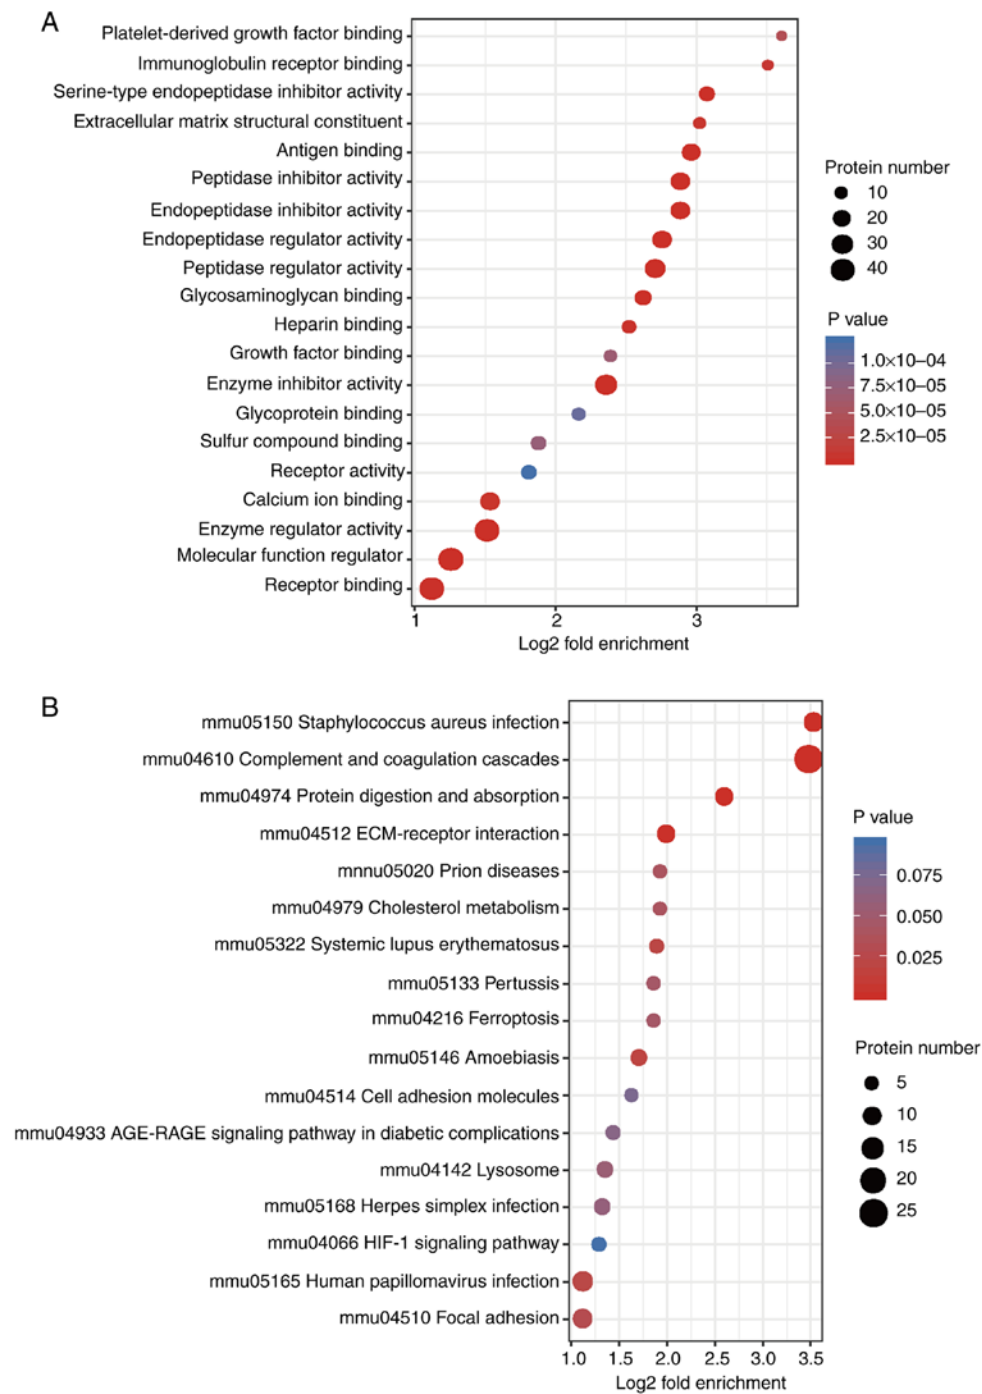 A
Platelet-derived growth factor binding
Immunoglobulin receptor binding
Serine-type endopeptidase inhibitor activity
Extracellular matrix structural constituent
Antigen binding
Peptidase inhibitor activity
Endopeptidase inhibitor activity
Endopeptidase regulator activity
Peptidase regulator activity
Glycosaminoglycan binding
Heparin binding
Growth factor binding
Enzyme inhibitor activity
Glycoprotein binding
Sulfur compound binding
Receptor activity
Calcium ion binding
Enzyme regulator activity
Molecular function regulator
Receptor binding
1 2 3
Log2 fold enrichment
Protein number
10
20
30
40
P value
1.0×10–04
7.5×10–05
5.0×10–05
2.5×10–05
B
mmu05150 Staphylococcus aureus infection
mmu04610 Complement and coagulation cascades
mmu04974 Protein digestion and absorption
mmu04512 ECM-receptor interaction
mnnu05020 Prion diseases
mmu04979 Cholesterol metabolism
mmu05322 Systemic lupus erythematosus
mmu05133 Pertussis
mmu04216 Ferroptosis
mmu05146 Amoebiasis
mmu04514 Cell adhesion molecules
mmu04933 AGE-RAGE signaling pathway in diabetic complications
mmu04142 Lysosome
mmu05168 Herpes simplex infection
mmu04066 HIF-1 signaling pathway
mmu05165 Human papillomavirus infection
mmu04510 Focal adhesion
1.0 1.5 2.0 2.5 3.0 3.5
Log2 fold enrichment
P value
0.075
0.050
0.025
Protein number
5
10
15
20
25